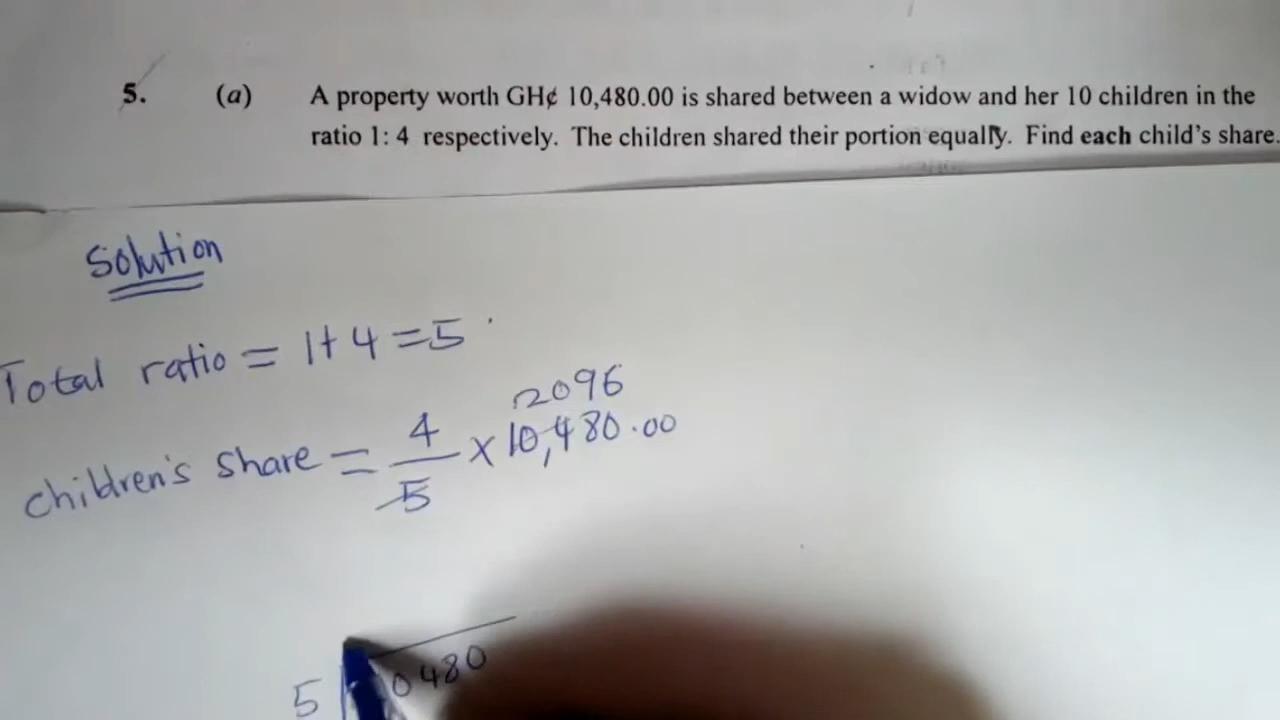 5. (a) A property worth GH¢ 10,480.00 is shared between a widow and her 10 children in the
ratio 1: 4 respectively. The children shared their portion equally. Find each child's share.
Solution
Total ratio = 1+4=5
2096
children's share = 4/5 × 10,480.00
5 0480